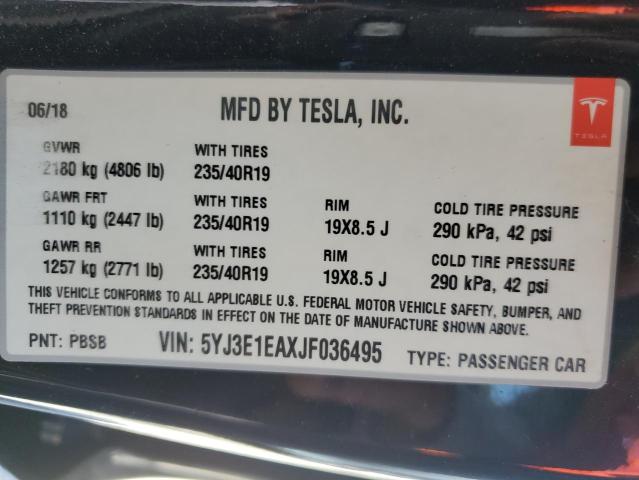 06/18 MFD BY TESLA, INC.
TESLA
GVWR WITH TIRES
2180 kg (4806 lb) 235/40R19
GAWR FRT WITH TIRES RIM COLD TIRE PRESSURE
1110 kg (2447 lb) 235/40R19 19X8.5 J 290 kPa, 42 psi
GAWR RR WITH TIRES RIM COLD TIRE PRESSURE
1257 kg (2771 lb) 235/40R19 19X8.5 J 290 kPa, 42 psi
THIS VEHICLE CONFORMS TO ALL APPLICABLE U.S. FEDERAL MOTOR VEHICLE SAFETY, BUMPER, AND
THEFT PREVENTION STANDARDS IN EFFECT ON THE DATE OF MANUFACTURE SHOWN ABOVE.
PNT: PBSB VIN: 5YJ3E1EAXJF036495 TYPE: PASSENGER CAR